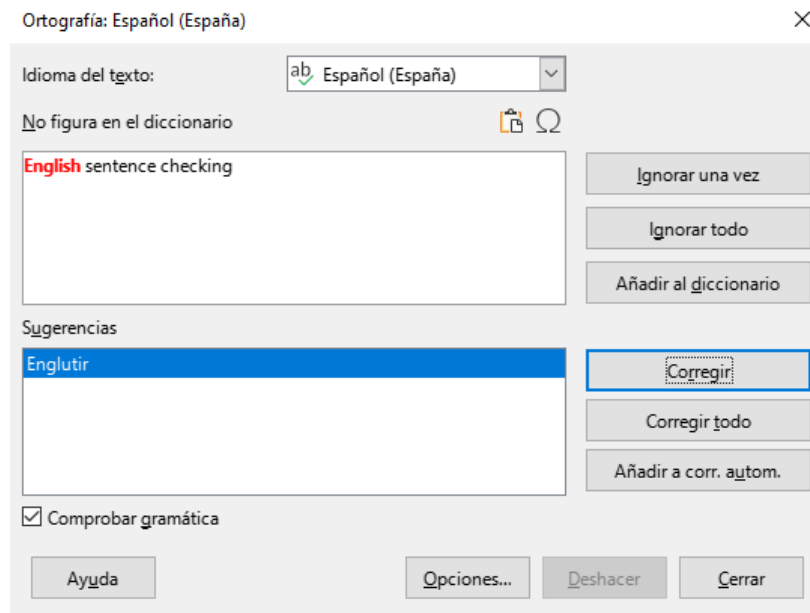 Ortografía: Español (España)
Idioma del texto:
Español (España)
No figura en el diccionario
English sentence checking
Ignorar una vez
Ignorar todo
Añadir al diccionario
Sugerencias
Englutir
Corregir
Corregir todo
Añadir a corr. autom.
Comprobar gramática
Ayuda
Opciones...
Deshacer
Cerrar